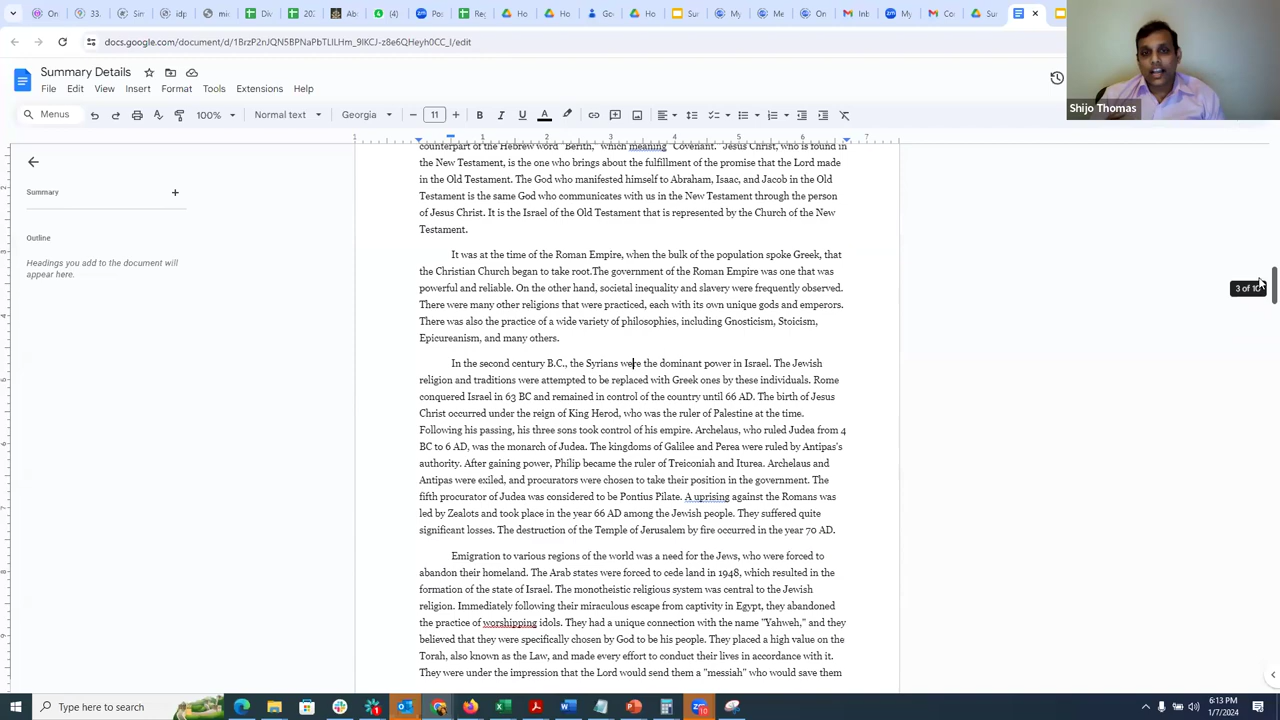 docs.google.com/document/d/1BrzP2nJQN5BPNaPbTLILHm_9IKCJ-z8e6QHeyh0CC_I/edit
Summary Details
File Edit View Insert Format Tools Extensions Help
Menus 100% Normal text Georgia 11
Shijo Thomas
Summary
Outline
Headings you add to the document will
appear here.
counterpart of the Hebrew word "Berith," which meaning "Covenant." Jesus Christ, who is found in
the New Testament, is the one who brings about the fulfillment of the promise that the Lord made
in the Old Testament. The God who manifested himself to Abraham, Isaac, and Jacob in the Old
Testament is the same God who communicates with us in the New Testament through the person
of Jesus Christ. It is the Israel of the Old Testament that is represented by the Church of the New
Testament.
It was at the time of the Roman Empire, when the bulk of the population spoke Greek, that
the Christian Church began to take root.The government of the Roman Empire was one that was
powerful and reliable. On the other hand, societal inequality and slavery were frequently observed.
There were many other religions that were practiced, each with its own unique gods and emperors.
There was also the practice of a wide variety of philosophies, including Gnosticism, Stoicism,
Epicureanism, and many others.
In the second century B.C., the Syrians were the dominant power in Israel. The Jewish
religion and traditions were attempted to be replaced with Greek ones by these individuals. Rome
conquered Israel in 63 BC and remained in control of the country until 66 AD. The birth of Jesus
Christ occurred under the reign of King Herod, who was the ruler of Palestine at the time.
Following his passing, his three sons took control of his empire. Archelaus, who ruled Judea from 4
BC to 6 AD, was the monarch of Judea. The kingdoms of Galilee and Perea were ruled by Antipas's
authority. After gaining power, Philip became the ruler of Treiconiah and Iturea. Archelaus and
Antipas were exiled, and procurators were chosen to take their position in the government. The
fifth procurator of Judea was considered to be Pontius Pilate. A uprising against the Romans was
led by Zealots and took place in the year 66 AD among the Jewish people. They suffered quite
significant losses. The destruction of the Temple of Jerusalem by fire occurred in the year 70 AD.
Emigration to various regions of the world was a need for the Jews, who were forced to
abandon their homeland. The Arab states were forced to cede land in 1948, which resulted in the
formation of the state of Israel. The monotheistic religious system was central to the Jewish
religion. Immediately following their miraculous escape from captivity in Egypt, they abandoned
the practice of worshipping idols. They had a unique connection with the name "Yahweh," and they
believed that they were specifically chosen by God to be his people. They placed a high value on the
Torah, also known as the Law, and made every effort to conduct their lives in accordance with it.
They were under the impression that the Lord would send them a "messiah" who would save them
3 of 10
Type here to search
6:13 PM
1/7/2024